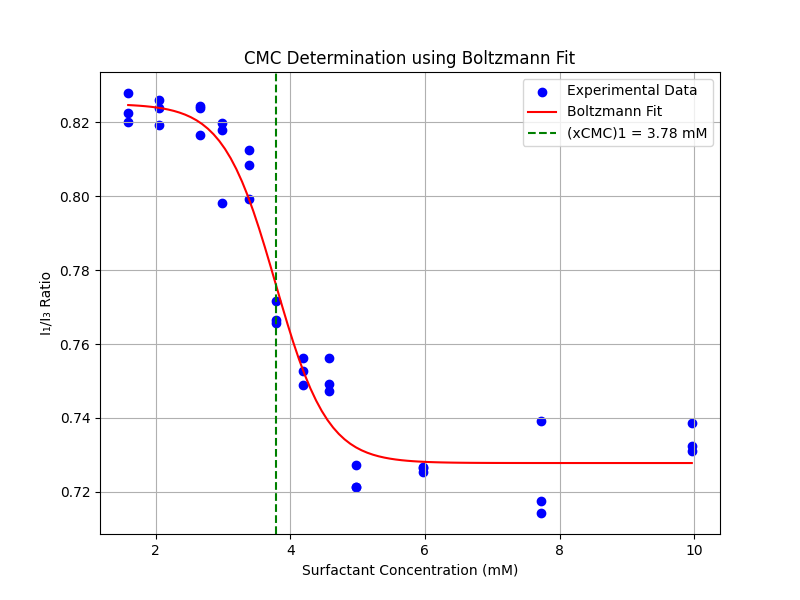 CMC Determination using Boltzmann Fit
Experimental Data
Boltzmann Fit
(xCMC)1 = 3.78 mM
I₁/I₃ Ratio
0.82
0.80
0.78
0.76
0.74
0.72
2 4 6 8 10
Surfactant Concentration (mM)